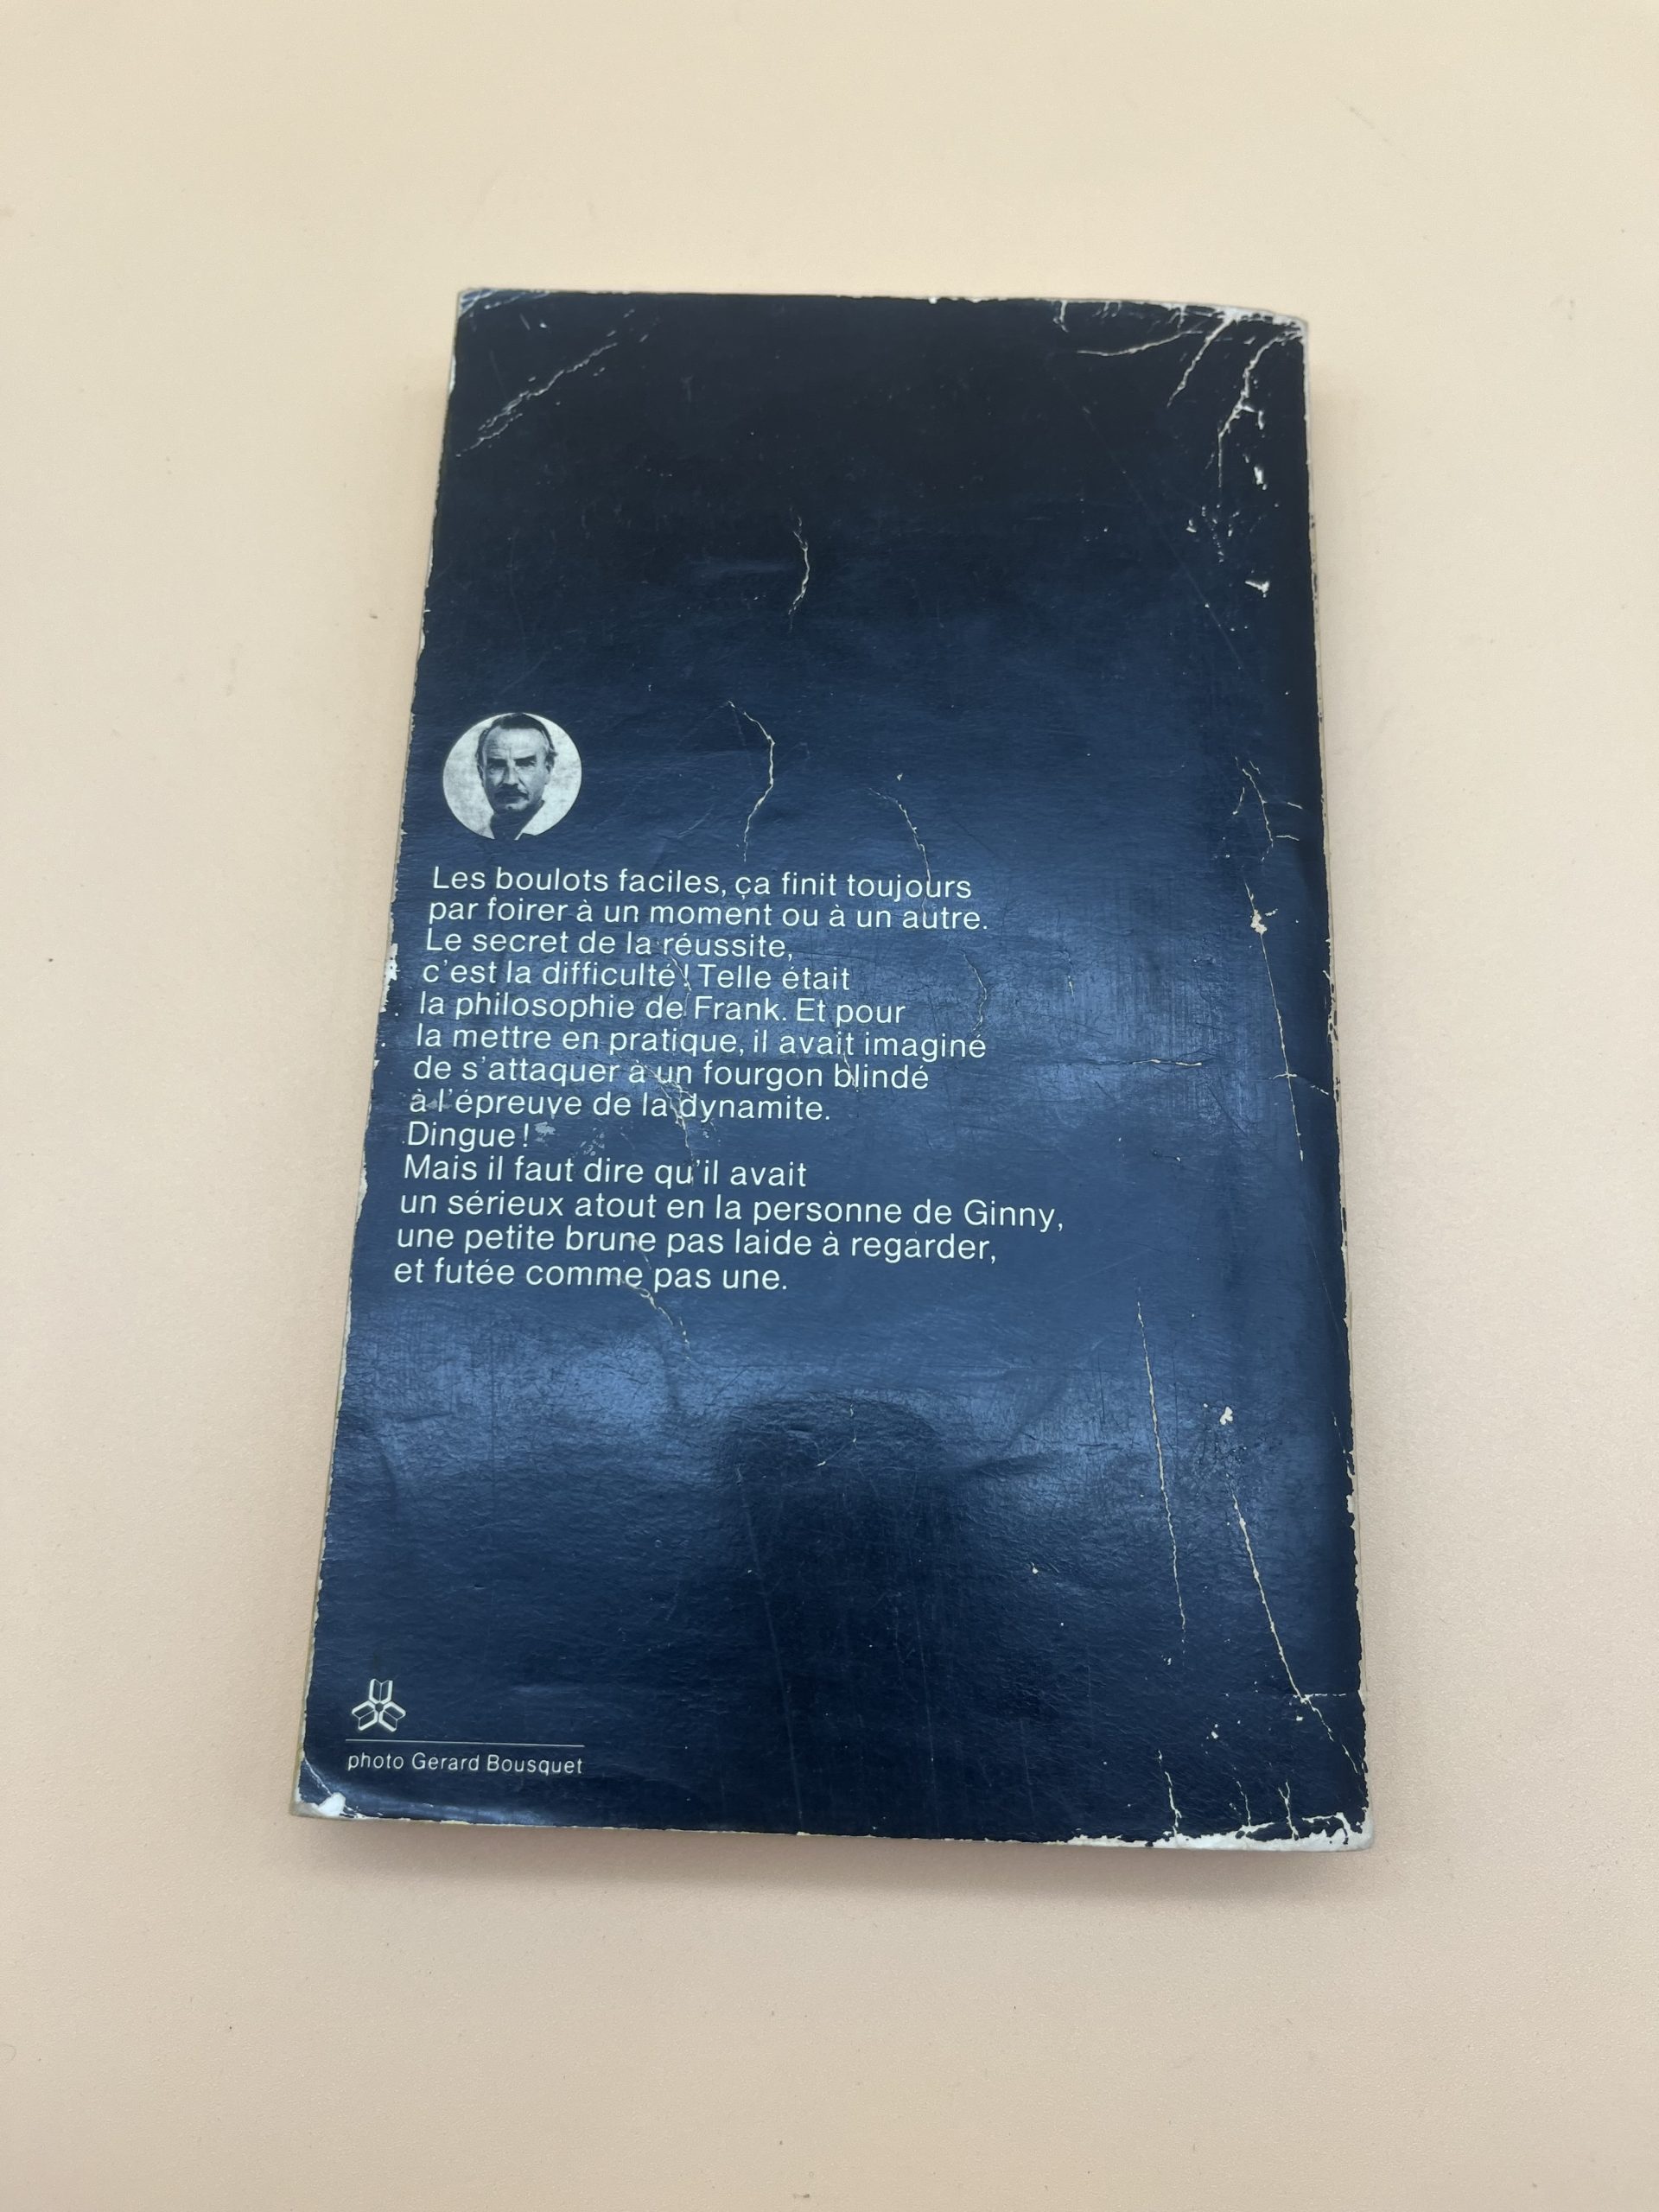 Les boulots faciles, ça finit toujours
par foirer à un moment ou à un autre.
Le secret de la réussite,
c'est la difficulté! Telle était
la philosophie de Frank. Et pour
la mettre en pratique, il avait imaginé
de s'attaquer à un fourgon blindé
à l'épreuve de la dynamite.
Dingue!
Mais il faut dire qu'il avait
un sérieux atout en la personne de Ginny,
une petite brune pas laide à regarder,
et futée comme pas une.
photo Gerard Bousquet